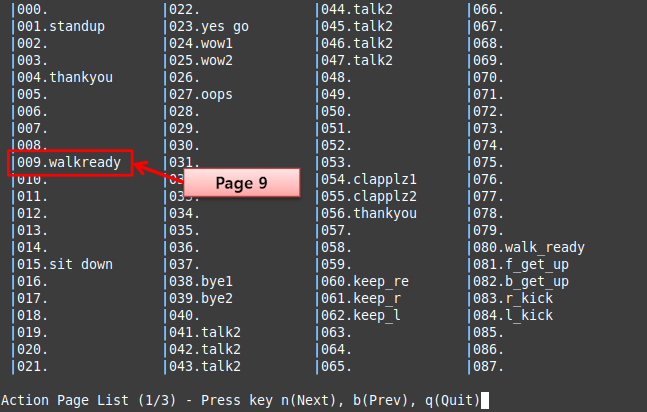 |000. |022. |044.talk2 |066.
|001.standup |023.yes go |045.talk2 |067.
|002. |024.wow1 |046.talk2 |068.
|003. |025.wow2 |047.talk2 |069.
|004.thankyou |026. |048. |070.
|005. |027.oops |049. |071.
|006. |028. |050. |072.
|007. |029. |051. |073.
|008. |030. |052. |074.
|009.walkready |031. |053. |075.
|010. |03 |054.clapplz1 |076.
Page 9
|011. |033. |055.clapplz2 |077.
|012. |034. |056.thankyou |078.
|013. |035. |057. |079.
|014. |036. |058. |080.walk_ready
|015.sit down |037. |059. |081.f_get_up
|016. |038.bye1 |060.keep_re |082.b_get_up
|017. |039.bye2 |061.keep_r |083.r_kick
|018. |040. |062.keep_l |084.l_kick
|019. |041.talk2 |063. |085.
|020. |042.talk2 |064. |086.
|021. |043.talk2 |065. |087.
Action Page List (1/3) - Press key n(Next), b(Prev), q(Quit)